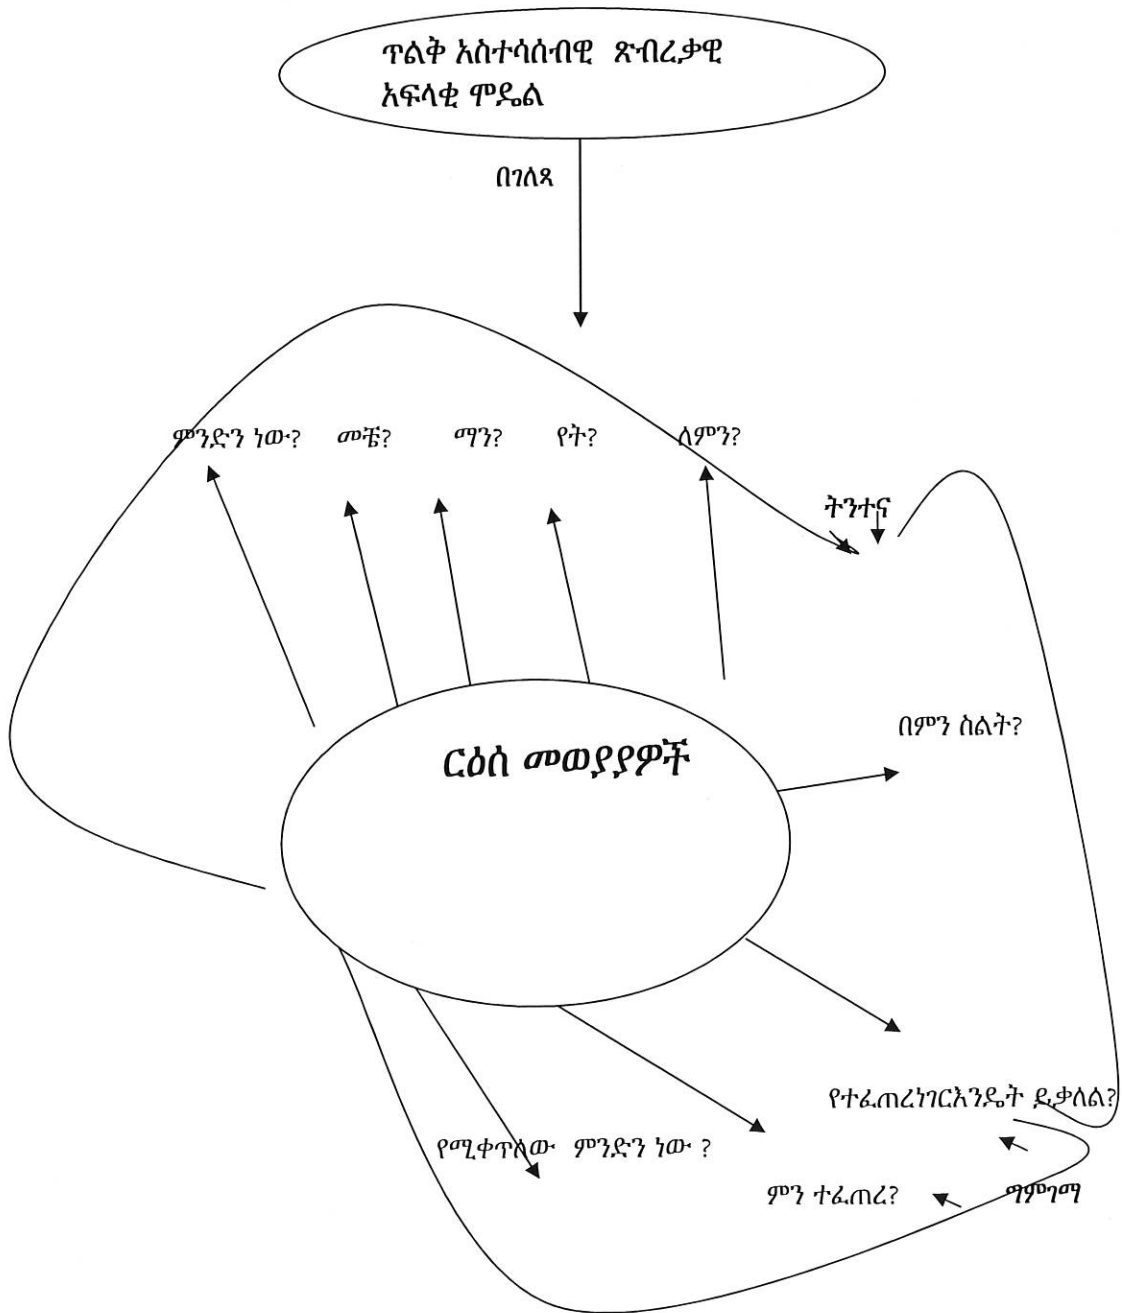 ጥልቅ አስተሳሰብዊ ጽብረቃዊ
አፍላቂ ሞዴል
በገለጻ
ምንድን ነው? መቼ? ማን? የት? ለምን?
ትንተና
በምን ስልት?
ርዕሰ መወያያዎች
የተፈጠረነገርእንዴት ይቃለል?
የሚቀጥለው ምንድን ነው ?
ምን ተፈጠረ? ግምገማ